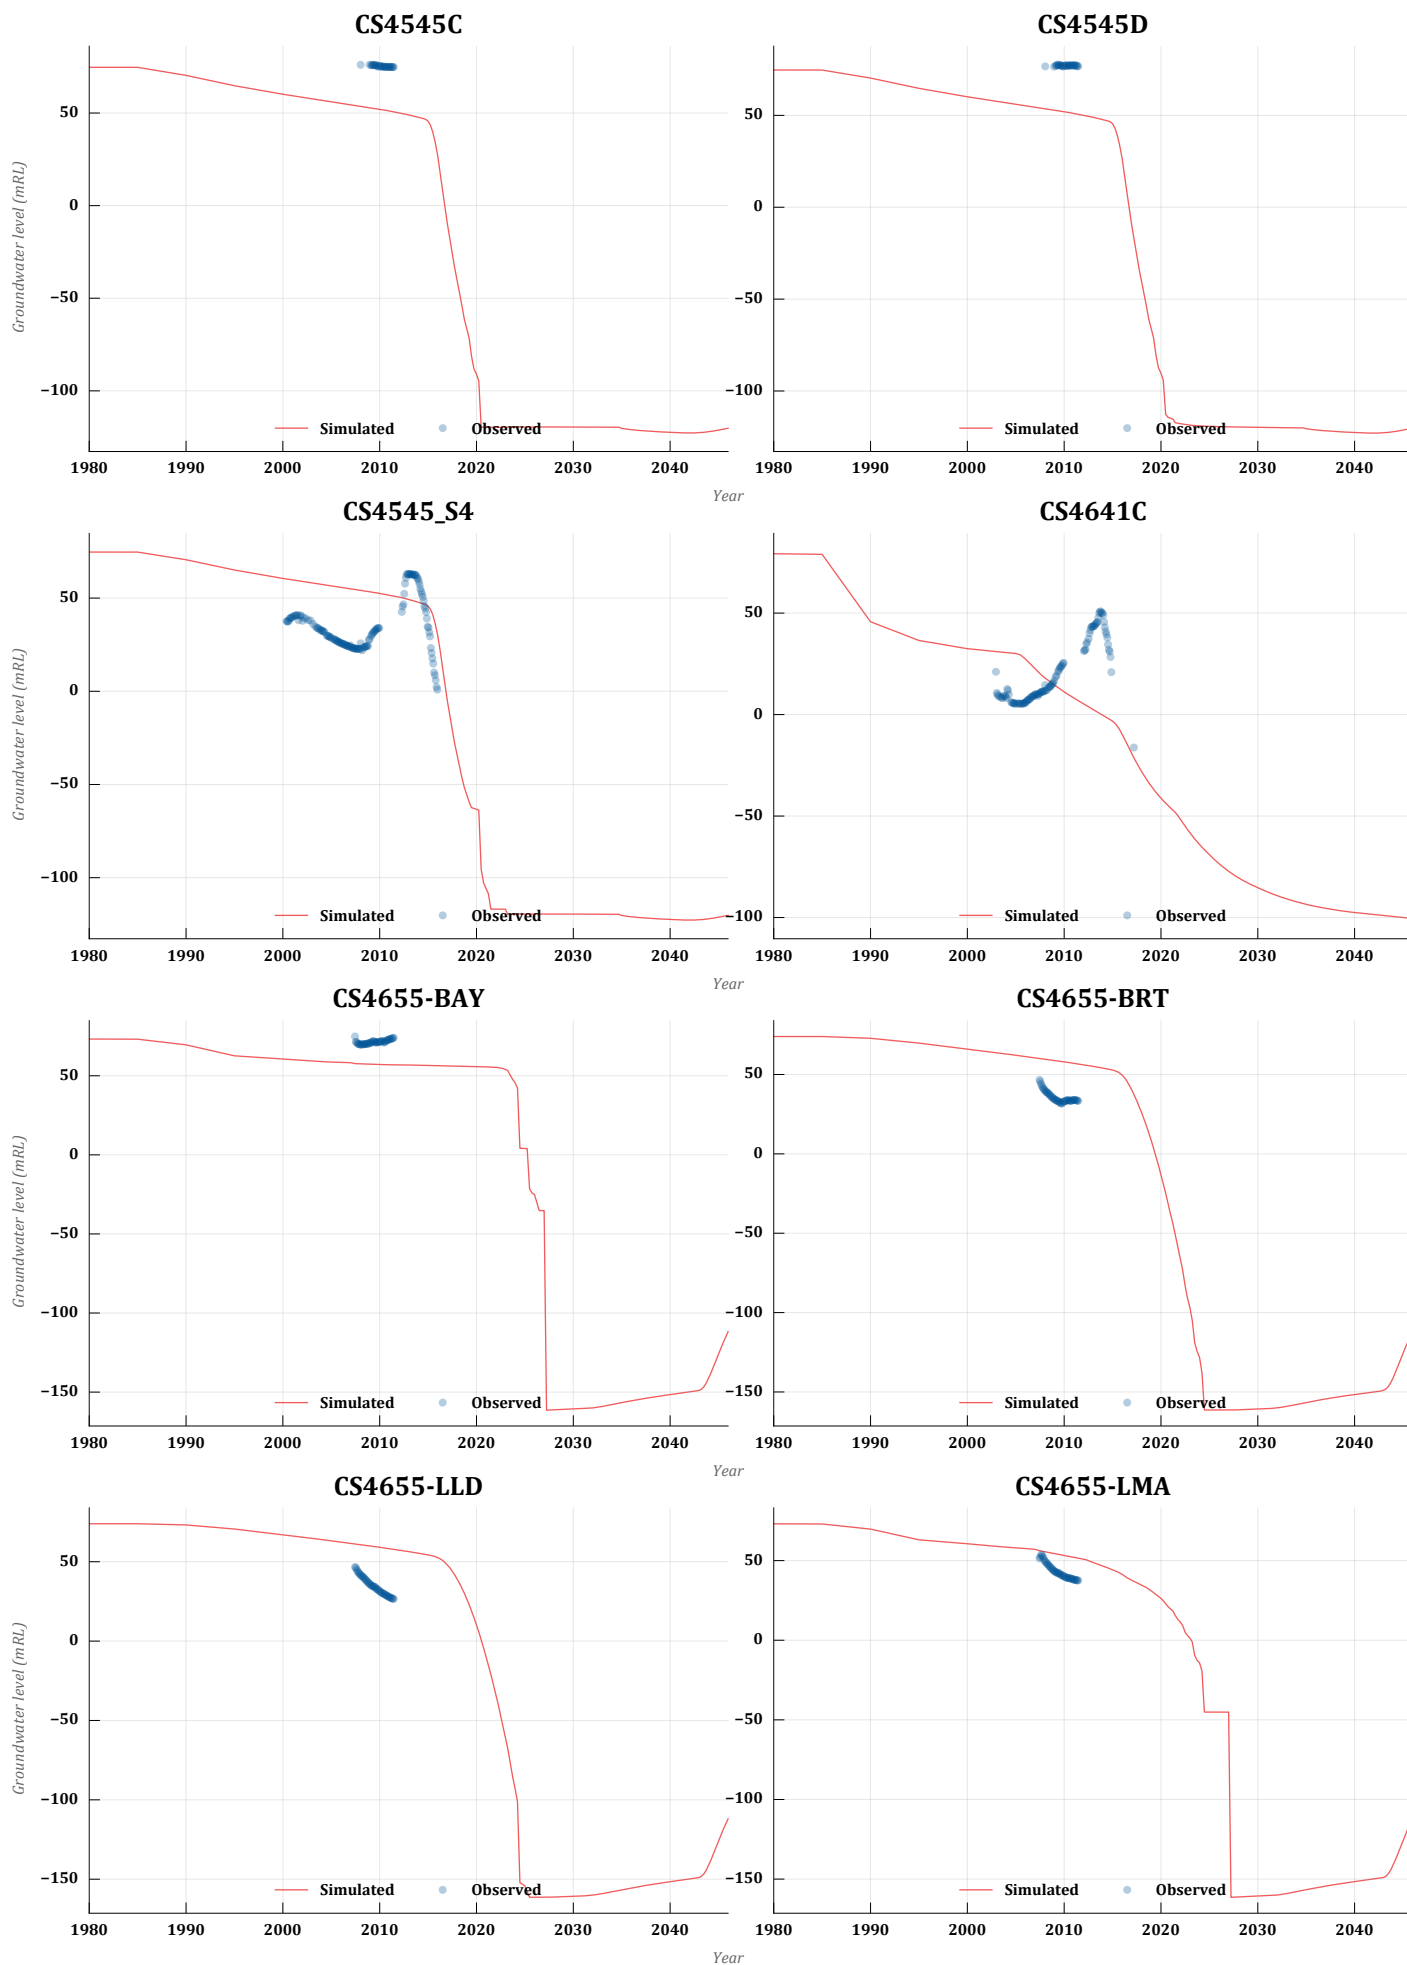 CS4545C CS4545D
50 50
0 0
−50 −50
−100 −100
Groundwater level (mRL)
Simulated Observed Simulated Observed
1980 1990 2000 2010 2020 2030 2040 1980 1990 2000 2010 2020 2030 2040
Year
CS4545_S4 CS4641C
50 50
0 0
−50 −50
−100 −100
Groundwater level (mRL)
Simulated Observed Simulated Observed
1980 1990 2000 2010 2020 2030 2040 1980 1990 2000 2010 2020 2030 2040
Year
CS4655-BAY CS4655-BRT
50 50
0 0
−50 −50
−100 −100
−150 −150
Groundwater level (mRL)
Simulated Observed Simulated Observed
1980 1990 2000 2010 2020 2030 2040 1980 1990 2000 2010 2020 2030 2040
Year
CS4655-LLD CS4655-LMA
50 50
0 0
−50 −50
−100 −100
−150 −150
Groundwater level (mRL)
Simulated Observed Simulated Observed
1980 1990 2000 2010 2020 2030 2040 1980 1990 2000 2010 2020 2030 2040
Year